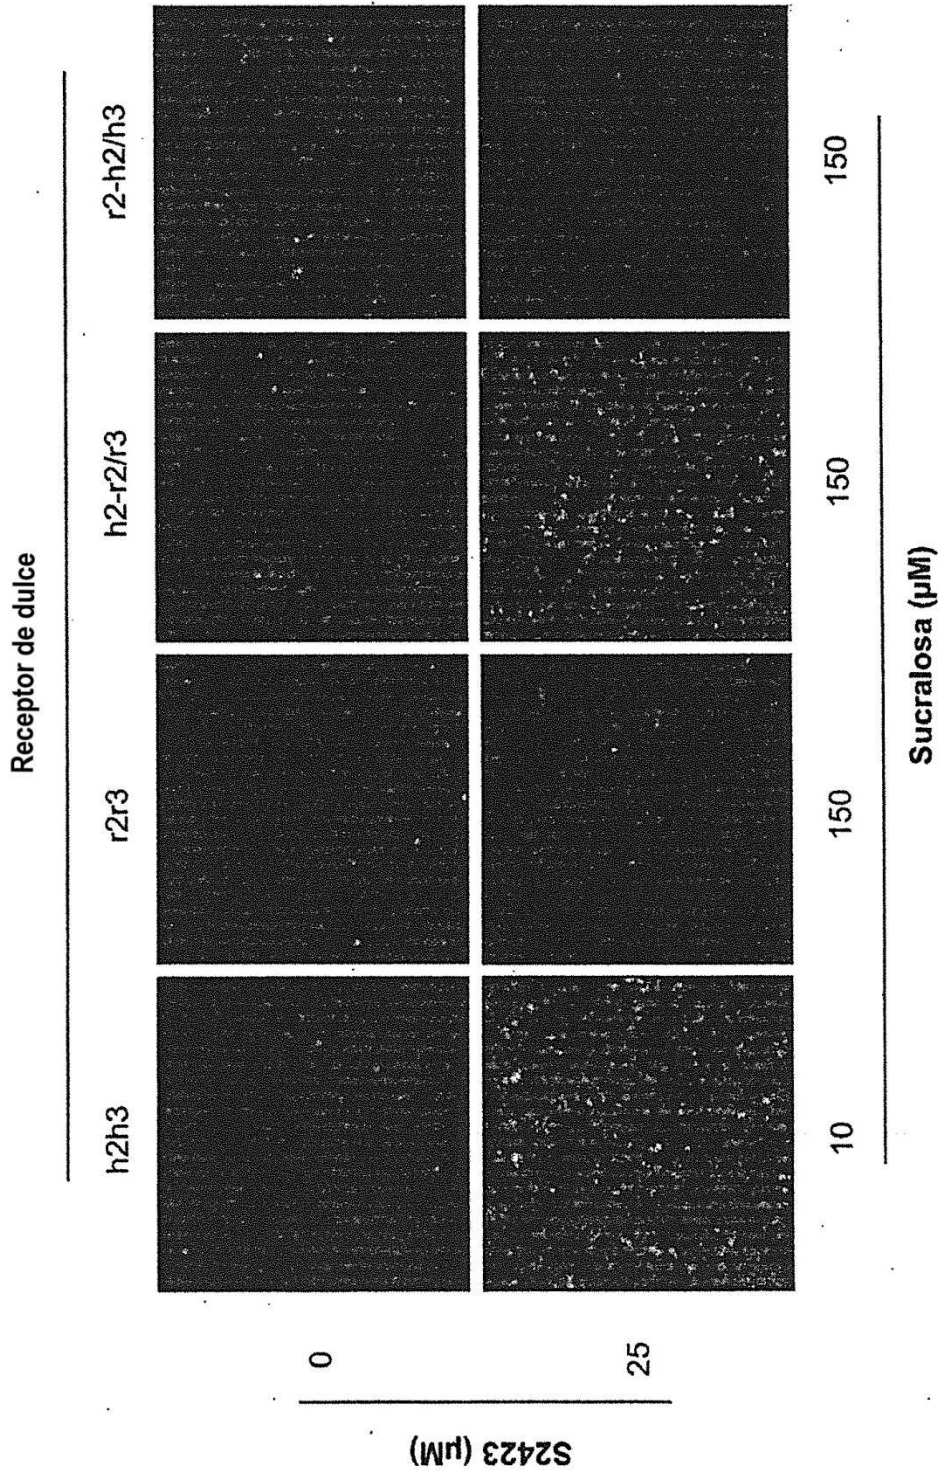 Receptor de dulce
h2h3 r2r3 h2-r2/r3 r2-h2/h3
S2423 (µM)
0
25
10 150 150 150
Sucralosa (µM)